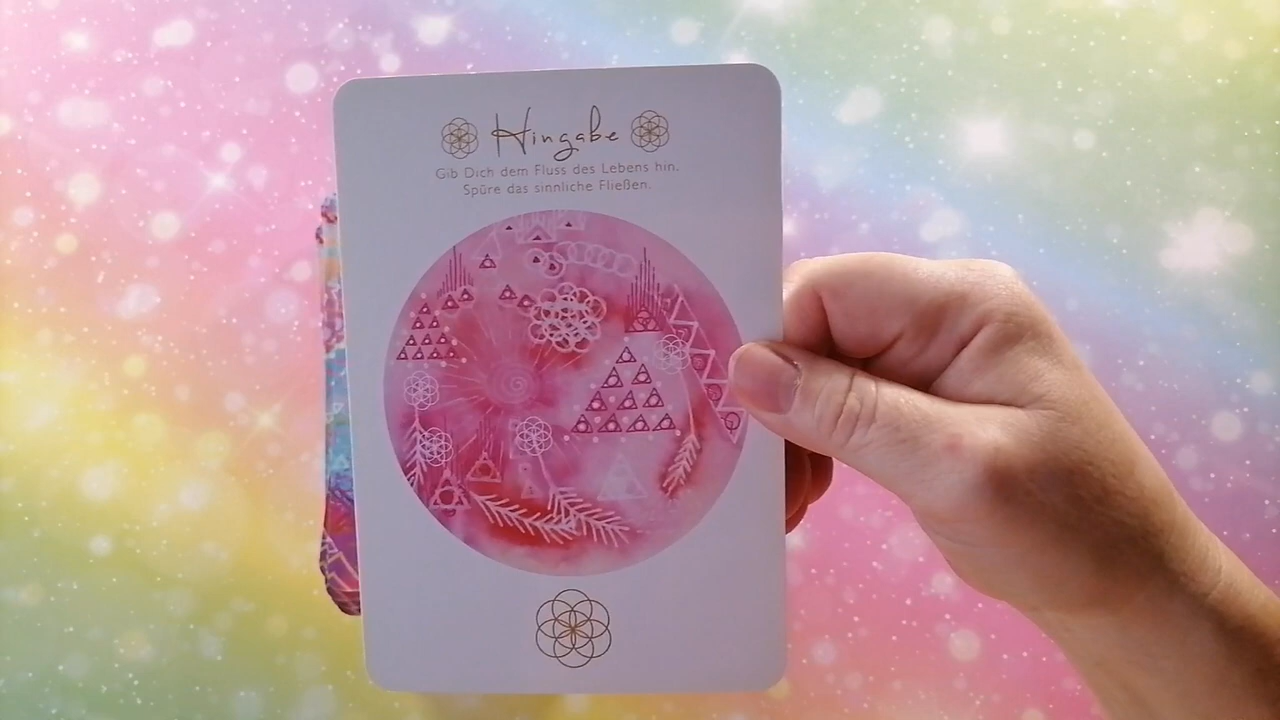 Hingabe
Gib Dich dem Fluss des Lebens hin.
Spüre das sinnliche Fließen.